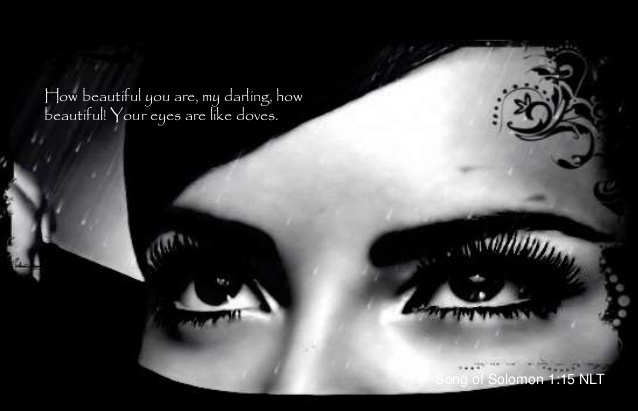 How beautiful you are, my darling, how
beautiful! Your eyes are like doves.
Song of Solomon 1:15 NLT